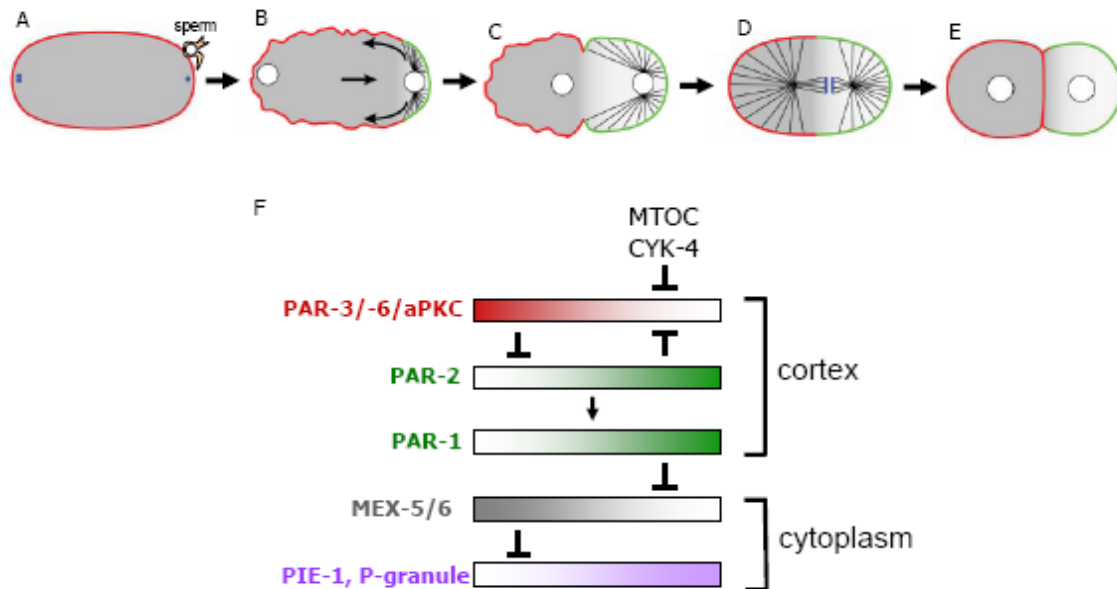 A
sperm
B
C
D
E
F
MTOC
CYK-4
PAR-3/-6/aPKC
PAR-2
cortex
PAR-1
MEX-5/6
cytoplasm
PIE-1, P-granule